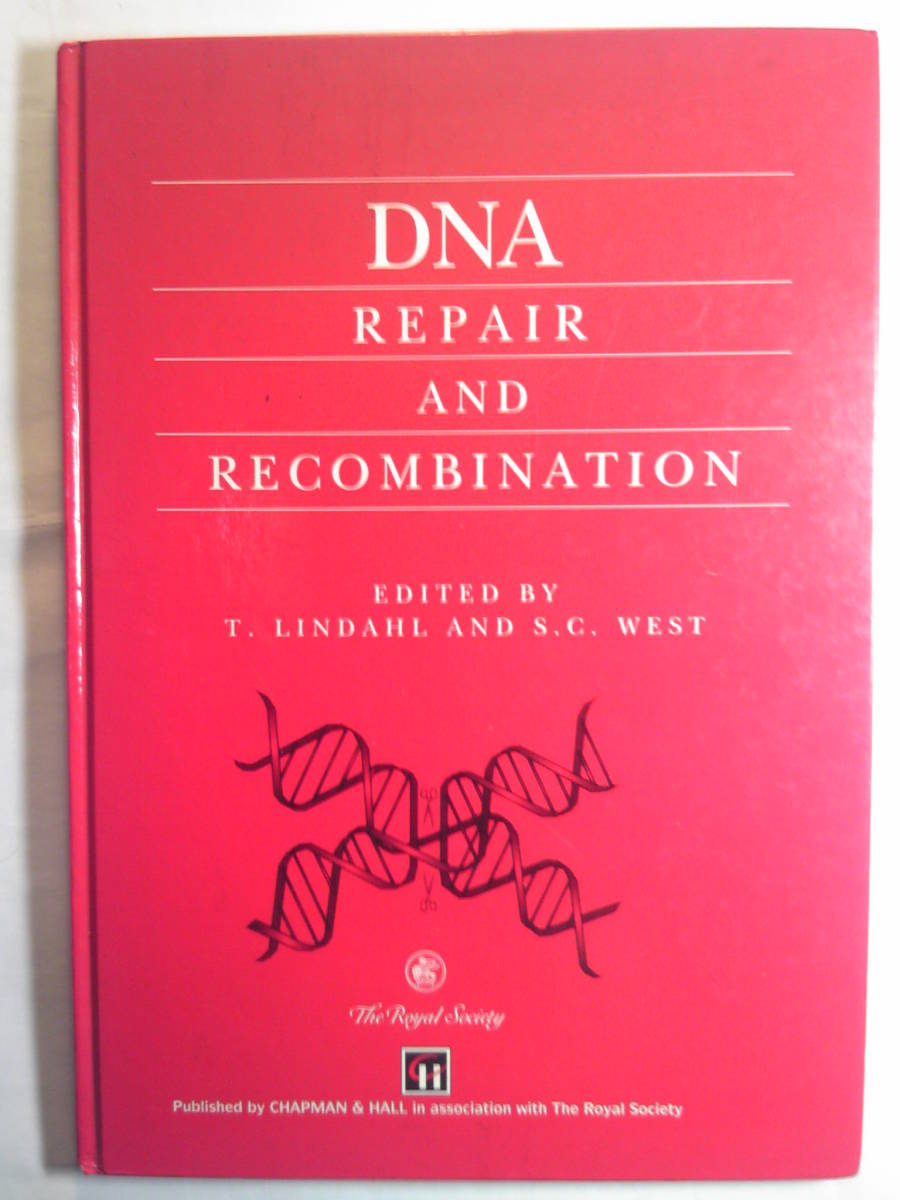 DNA
REPAIR
AND
RECOMBINATION
EDITED BY
T. LINDAHL AND S.C. WEST
The Royal Society
CH
Published by CHAPMAN & HALL in association with The Royal Society